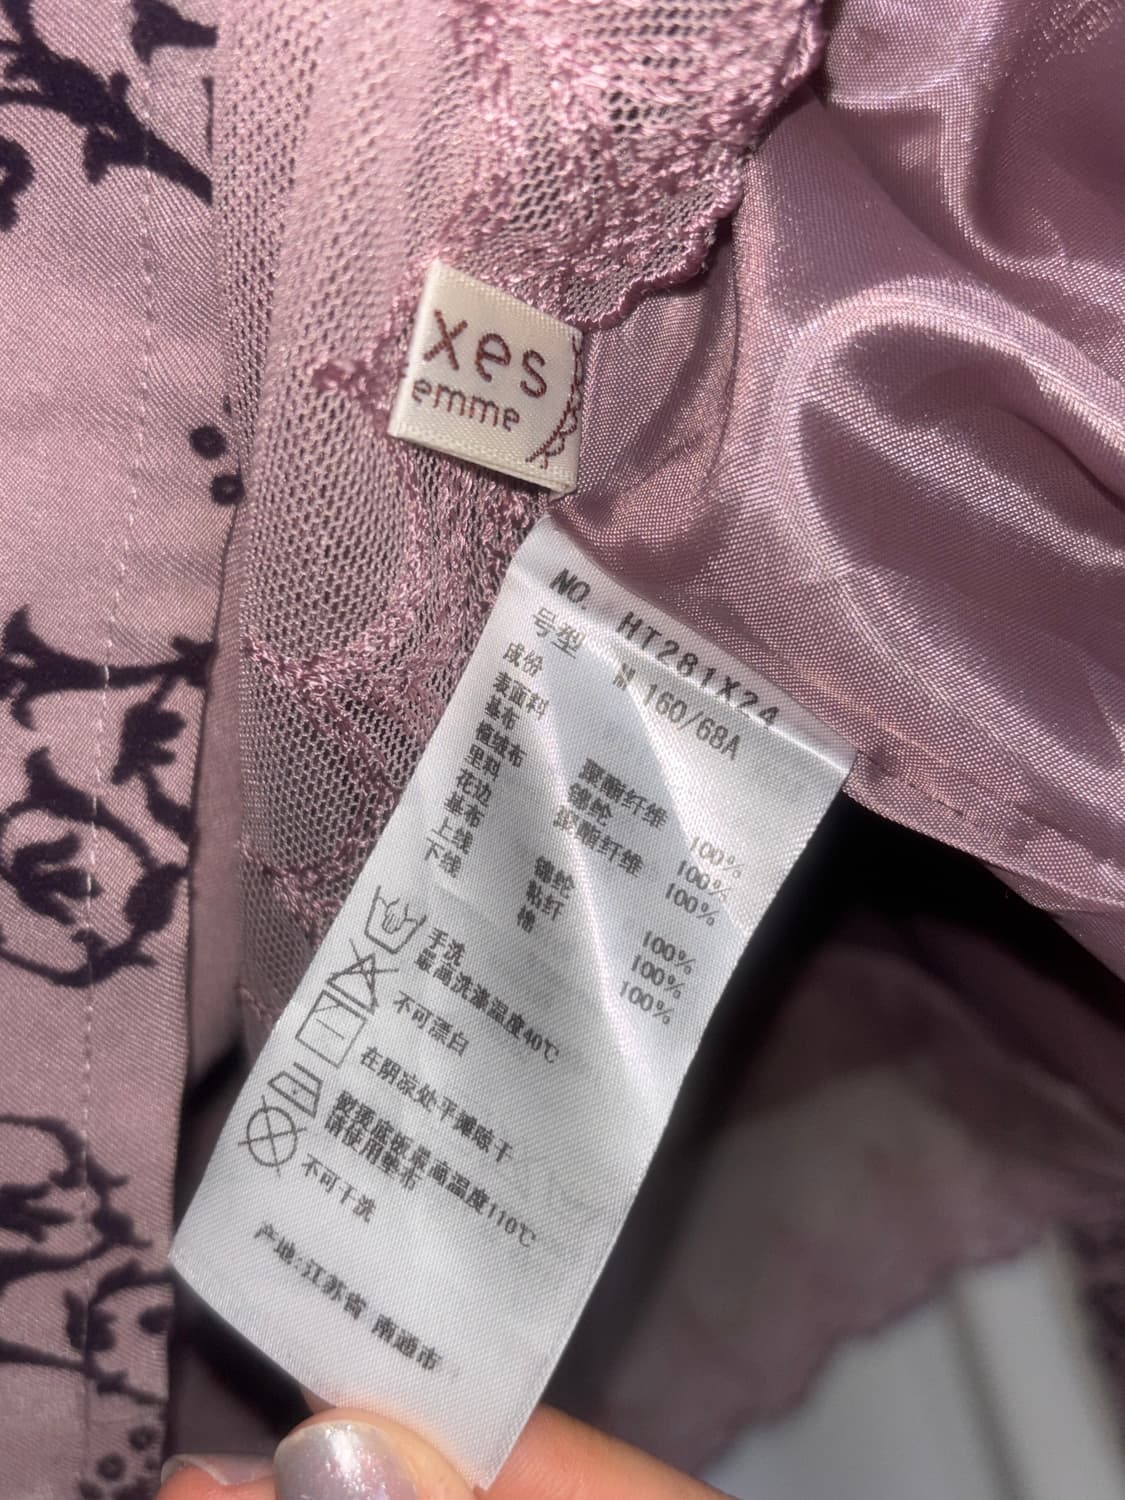 xes
emme
NO. HT281X24
号型 M 160/68A
成份
表面料
基布 聚酯纤维 100%
植绒布 锦纶 100%
里料 聚酯纤维 100%
花边
基布 锦纶 100%
上线 粘纤 100%
下线 棉 100%
手洗
最高洗涤温度40℃
不可漂白
在阴凉处平摊晾干
熨烫底板最高温度110℃
请使用垫布
不可干洗
产地:江苏省 南通市